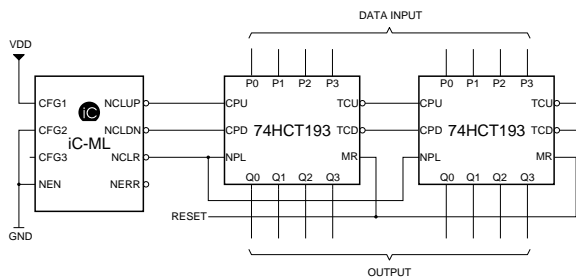 DATA INPUT
VDD
P0 P1 P2 P3 P0 P1 P2 P3
CFG1 iC NCLUP CPU TCU CPU TCU
CFG2 NCLDN CPD 74HCT193 TCD CPD 74HCT193 TCD
iC-ML
CFG3 NCLR NPL MR NPL MR
NEN NERR Q0 Q1 Q2 Q3 Q0 Q1 Q2 Q3
RESET
GND
OUTPUT